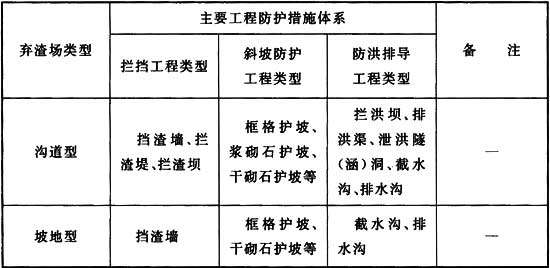 弃渣场类型
主要工程防护措施体系
备 注
拦挡工程类型
斜坡防护
工程类型
防洪排导
工程类型
沟道型
挡渣墙、拦
渣堤、拦渣坝
框格护坡、
浆砌石护坡、
干砌石护坡等
拦洪坝、排
洪渠、泄洪隧
（涵）洞、截水
沟、排水沟
—
坡地型
挡渣墙
框格护坡、
干砌石护坡等
截水沟、排
水沟
—